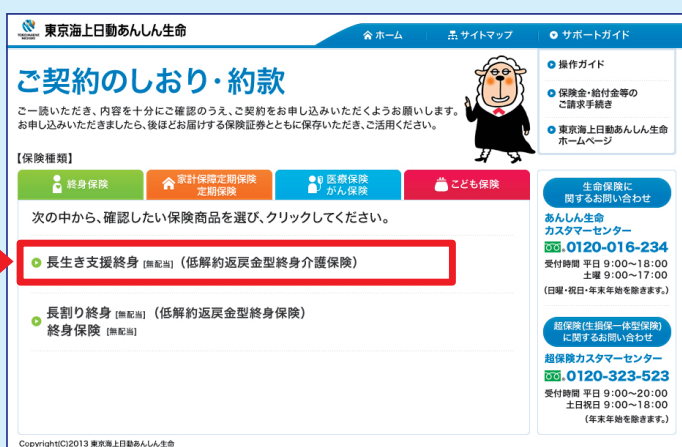 東京海上日動あんしん生命
ホーム
サイトマップ
サポートガイド
ご契約のしおり・約款
ご一読いただき、内容を十分にご確認のうえ、ご契約をお申し込みいただくようお願いします。
お申し込みいただきましたら、後ほどお届けする保険証券とともに保存いただき、ご活用ください。
操作ガイド
保険金・給付金等の
ご請求手続き
東京海上日動あんしん生命
ホームページ
【保険種類】
終身保険
家計保障定期保険
定期保険
医療保険
がん保険
こども保険
次の中から、確認したい保険商品を選び、クリックしてください。
長生き支援終身 [無配当] (低解約返戻金型終身介護保険)
長割り終身 [無配当] (低解約返戻金型終身保険)
終身保険 [無配当]
生命保険に
関するお問い合わせ
あんしん生命
カスタマーセンター
0120-016-234
受付時間 平日 9:00〜18:00
土曜 9:00〜17:00
(日曜・祝日・年末年始を除きます。)
超保険(生損保一体型保険)
に関するお問い合わせ
超保険カスタマーセンター
0120-323-523
受付時間 平日 9:00〜20:00
土日祝日 9:00〜18:00
(年末年始を除きます。)
Copyright(C)2013 東京海上日動あんしん生命